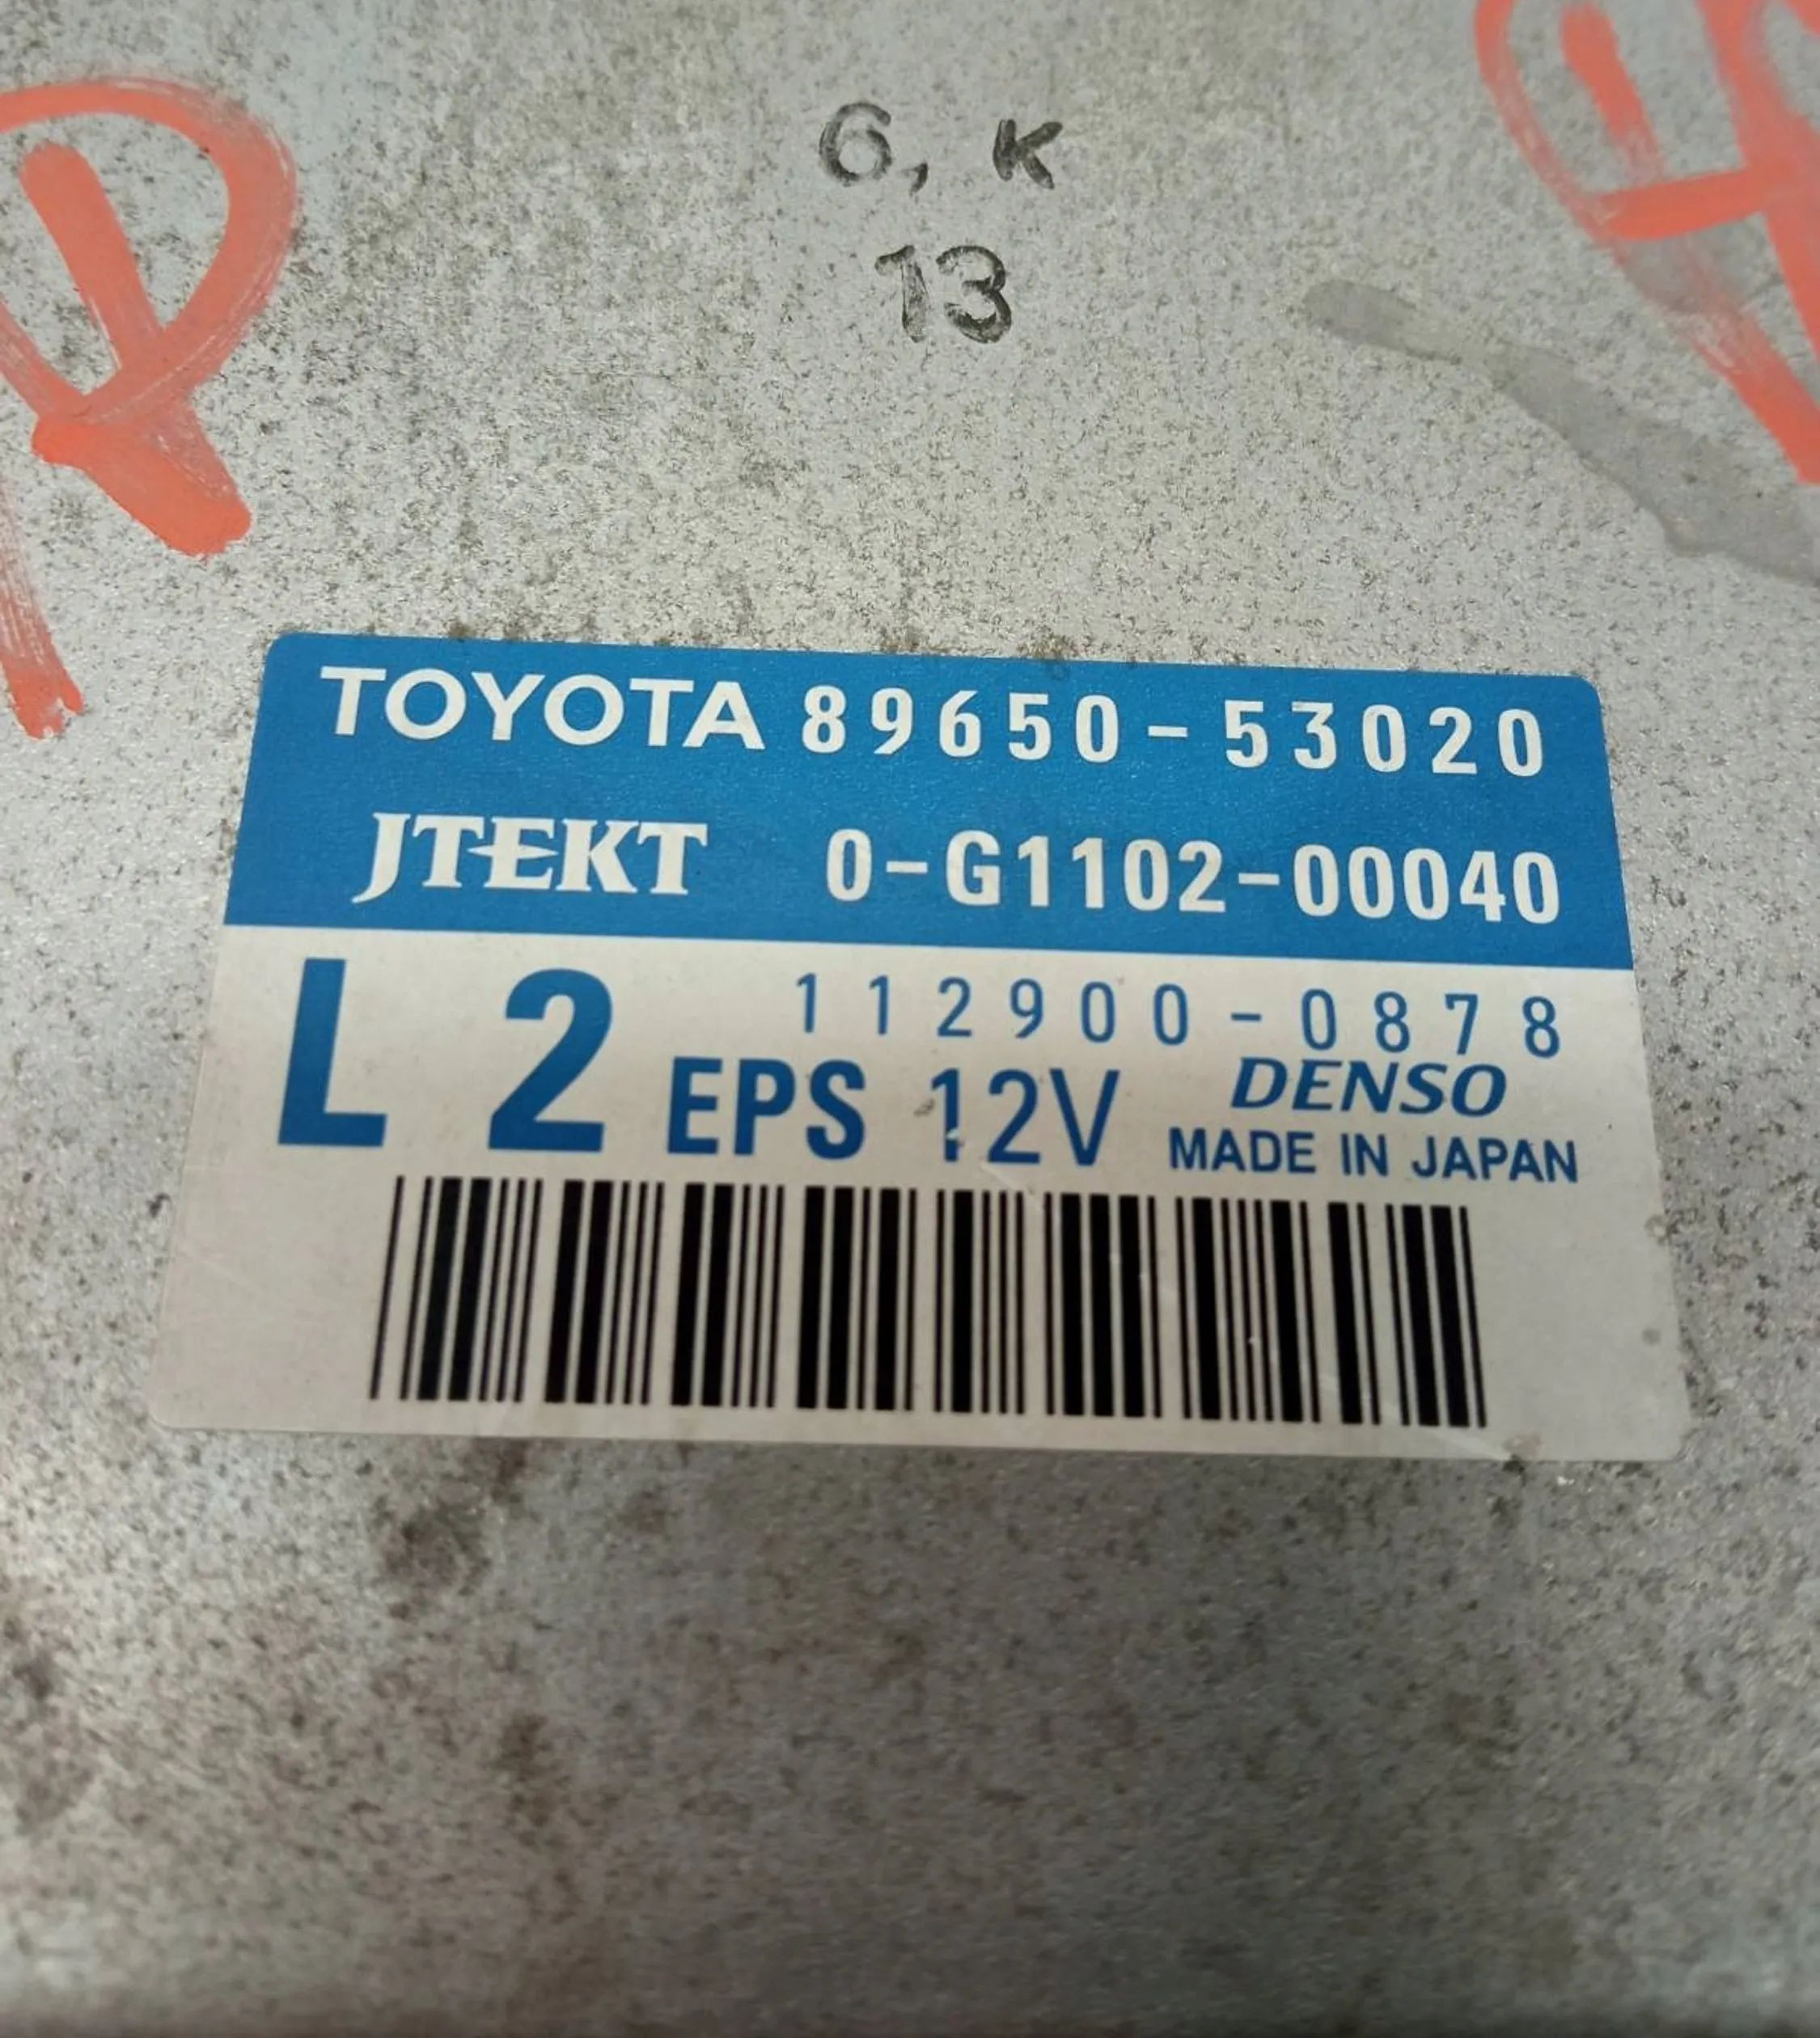 6, K
13
TOYOTA 89650-53020
JTEKT 0-G1102-00040
L 2 112900-0878
EPS 12V DENSO
MADE IN JAPAN